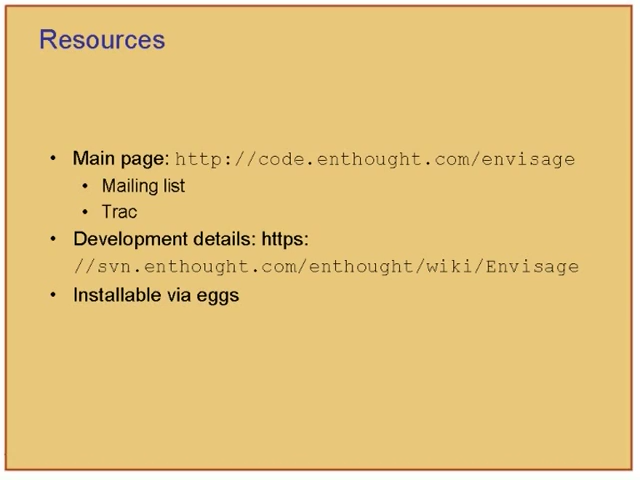 Resources
• Main page: http://code.enthought.com/envisage
• Mailing list
• Trac
• Development details: https:
//svn.enthought.com/enthought/wiki/Envisage
• Installable via eggs